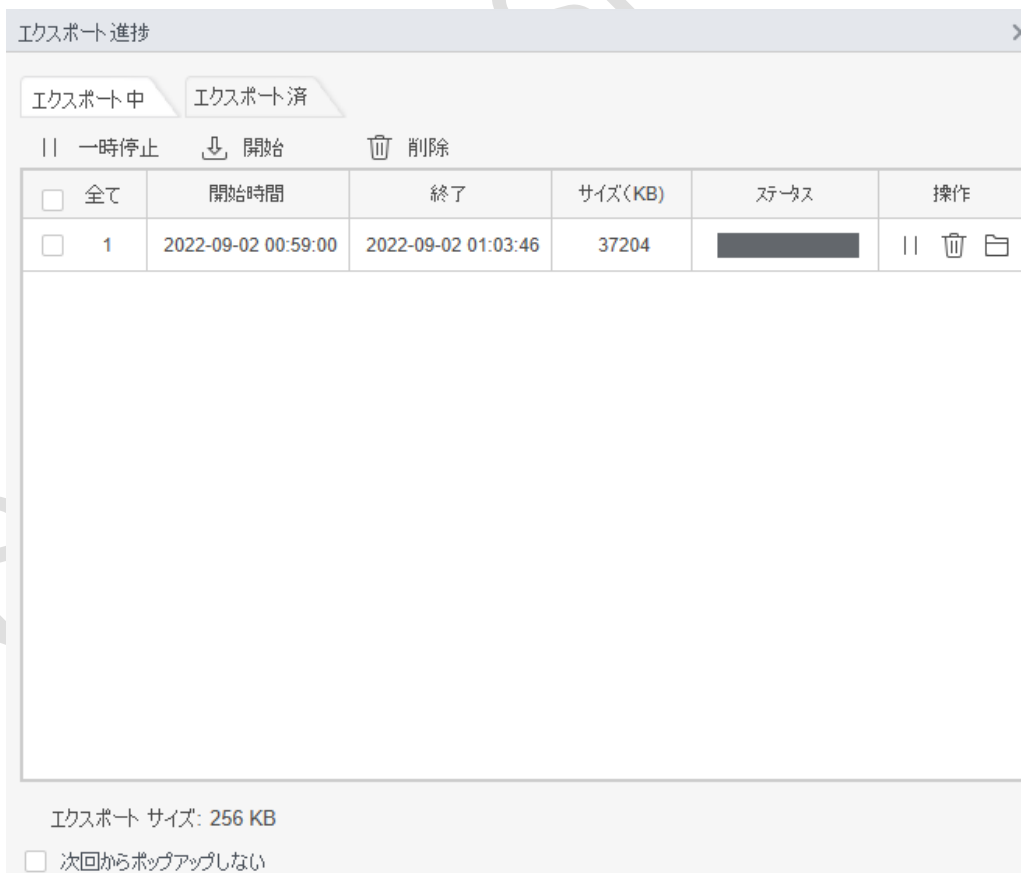 エクスポート進捗
エクスポート中 エクスポート済
一時停止 開始 削除
全て 開始時間 終了 サイズ(KB) ステータス 操作
1 2022-09-02 00:59:00 2022-09-02 01:03:46 37204
エクスポート サイズ: 256 KB
次回からポップアップしない